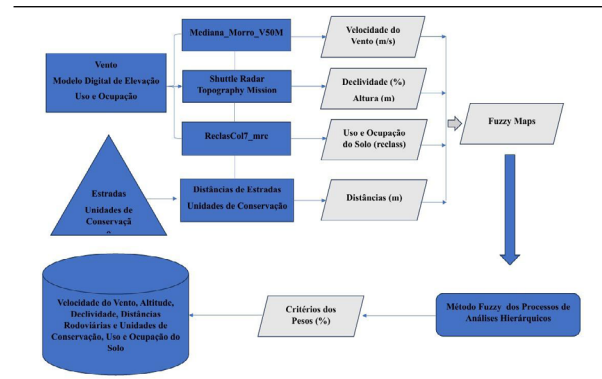 Mediana_Morro_V50M
Velocidade do
Vento (m/s)
Vento
Modelo Digital de Elevação
Uso e Ocupação
Shuttle Radar
Topography Mission
Declividade (%)
Altura (m)
Fuzzy Maps
ReclasCol7_mrc
Uso e Ocupação
do Solo (reclass)
Estradas
Unidades de
Conservaçã
Distâncias de Estradas
Unidades de Conservação
Distâncias (m)
Velocidade do Vento, Altitude,
Declividade, Distâncias
Rodoviárias e Unidades de
Conservação, Uso e Ocupação do
Solo
Critérios dos
Pesos (%)
Método Fuzzy dos Processos de
Análises Hierárquicos